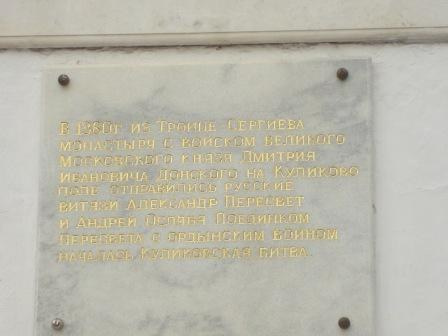 В 1380г. из Троице-Сергиева
монастыря с войском великого
Московского князя Дмитрия
Ивановича Донского на Куликово
поле отправились русские
витязи Александр Пересвет
и Андрей Ослябя. Поединком
Пересвета с ордынским воином
началась Куликовская битва.